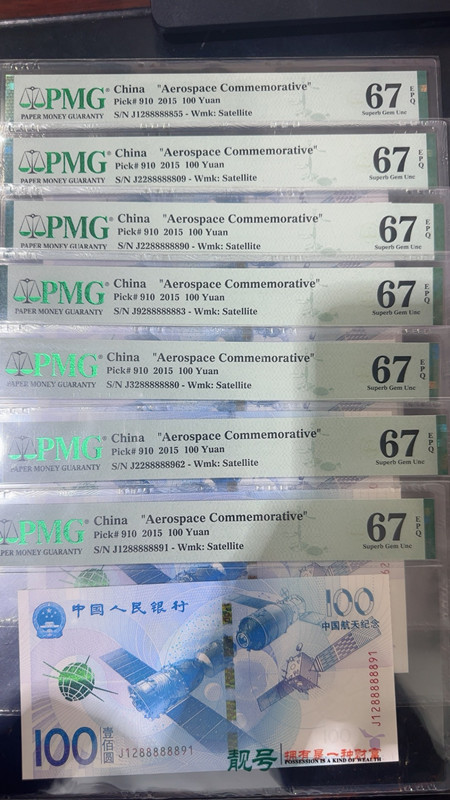 PMG
PAPER MONEY GUARANTY
China "Aerospace Commemorative"
Pick# 910 2015 100 Yuan
S/N J1288888855 - Wmk: Satellite
67 EPQ
Superb Gem Unc
PMG
PAPER MONEY GUARANTY
China "Aerospace Commemorative"
Pick# 910 2015 100 Yuan
S/N J2288888809 - Wmk: Satellite
67 EPQ
Superb Gem Unc
PMG
PAPER MONEY GUARANTY
China "Aerospace Commemorative"
Pick# 910 2015 100 Yuan
S/N J2288888890 - Wmk: Satellite
67 EPQ
Superb Gem Unc
PMG
PAPER MONEY GUARANTY
China "Aerospace Commemorative"
Pick# 910 2015 100 Yuan
S/N J9288888883 - Wmk: Satellite
67 EPQ
Superb Gem Unc
PMG
PAPER MONEY GUARANTY
China "Aerospace Commemorative"
Pick# 910 2015 100 Yuan
S/N J3288888880 - Wmk: Satellite
67 EPQ
Superb Gem Unc
PMG
PAPER MONEY GUARANTY
China "Aerospace Commemorative"
Pick# 910 2015 100 Yuan
S/N J2288888962 - Wmk: Satellite
67 EPQ
Superb Gem Unc
PMG
PER MONEY GUARANTY
China "Aerospace Commemorative"
Pick# 910 2015 100 Yuan
S/N J1288888891 - Wmk: Satellite
67 EPQ
Superb Gem Unc
中国人民银行
100
中国航天纪念
J1288888891
100 壹佰圆
J1288888891
靓号 拥有是一种财富
POSSESSION IS A KIND OF WEALTH